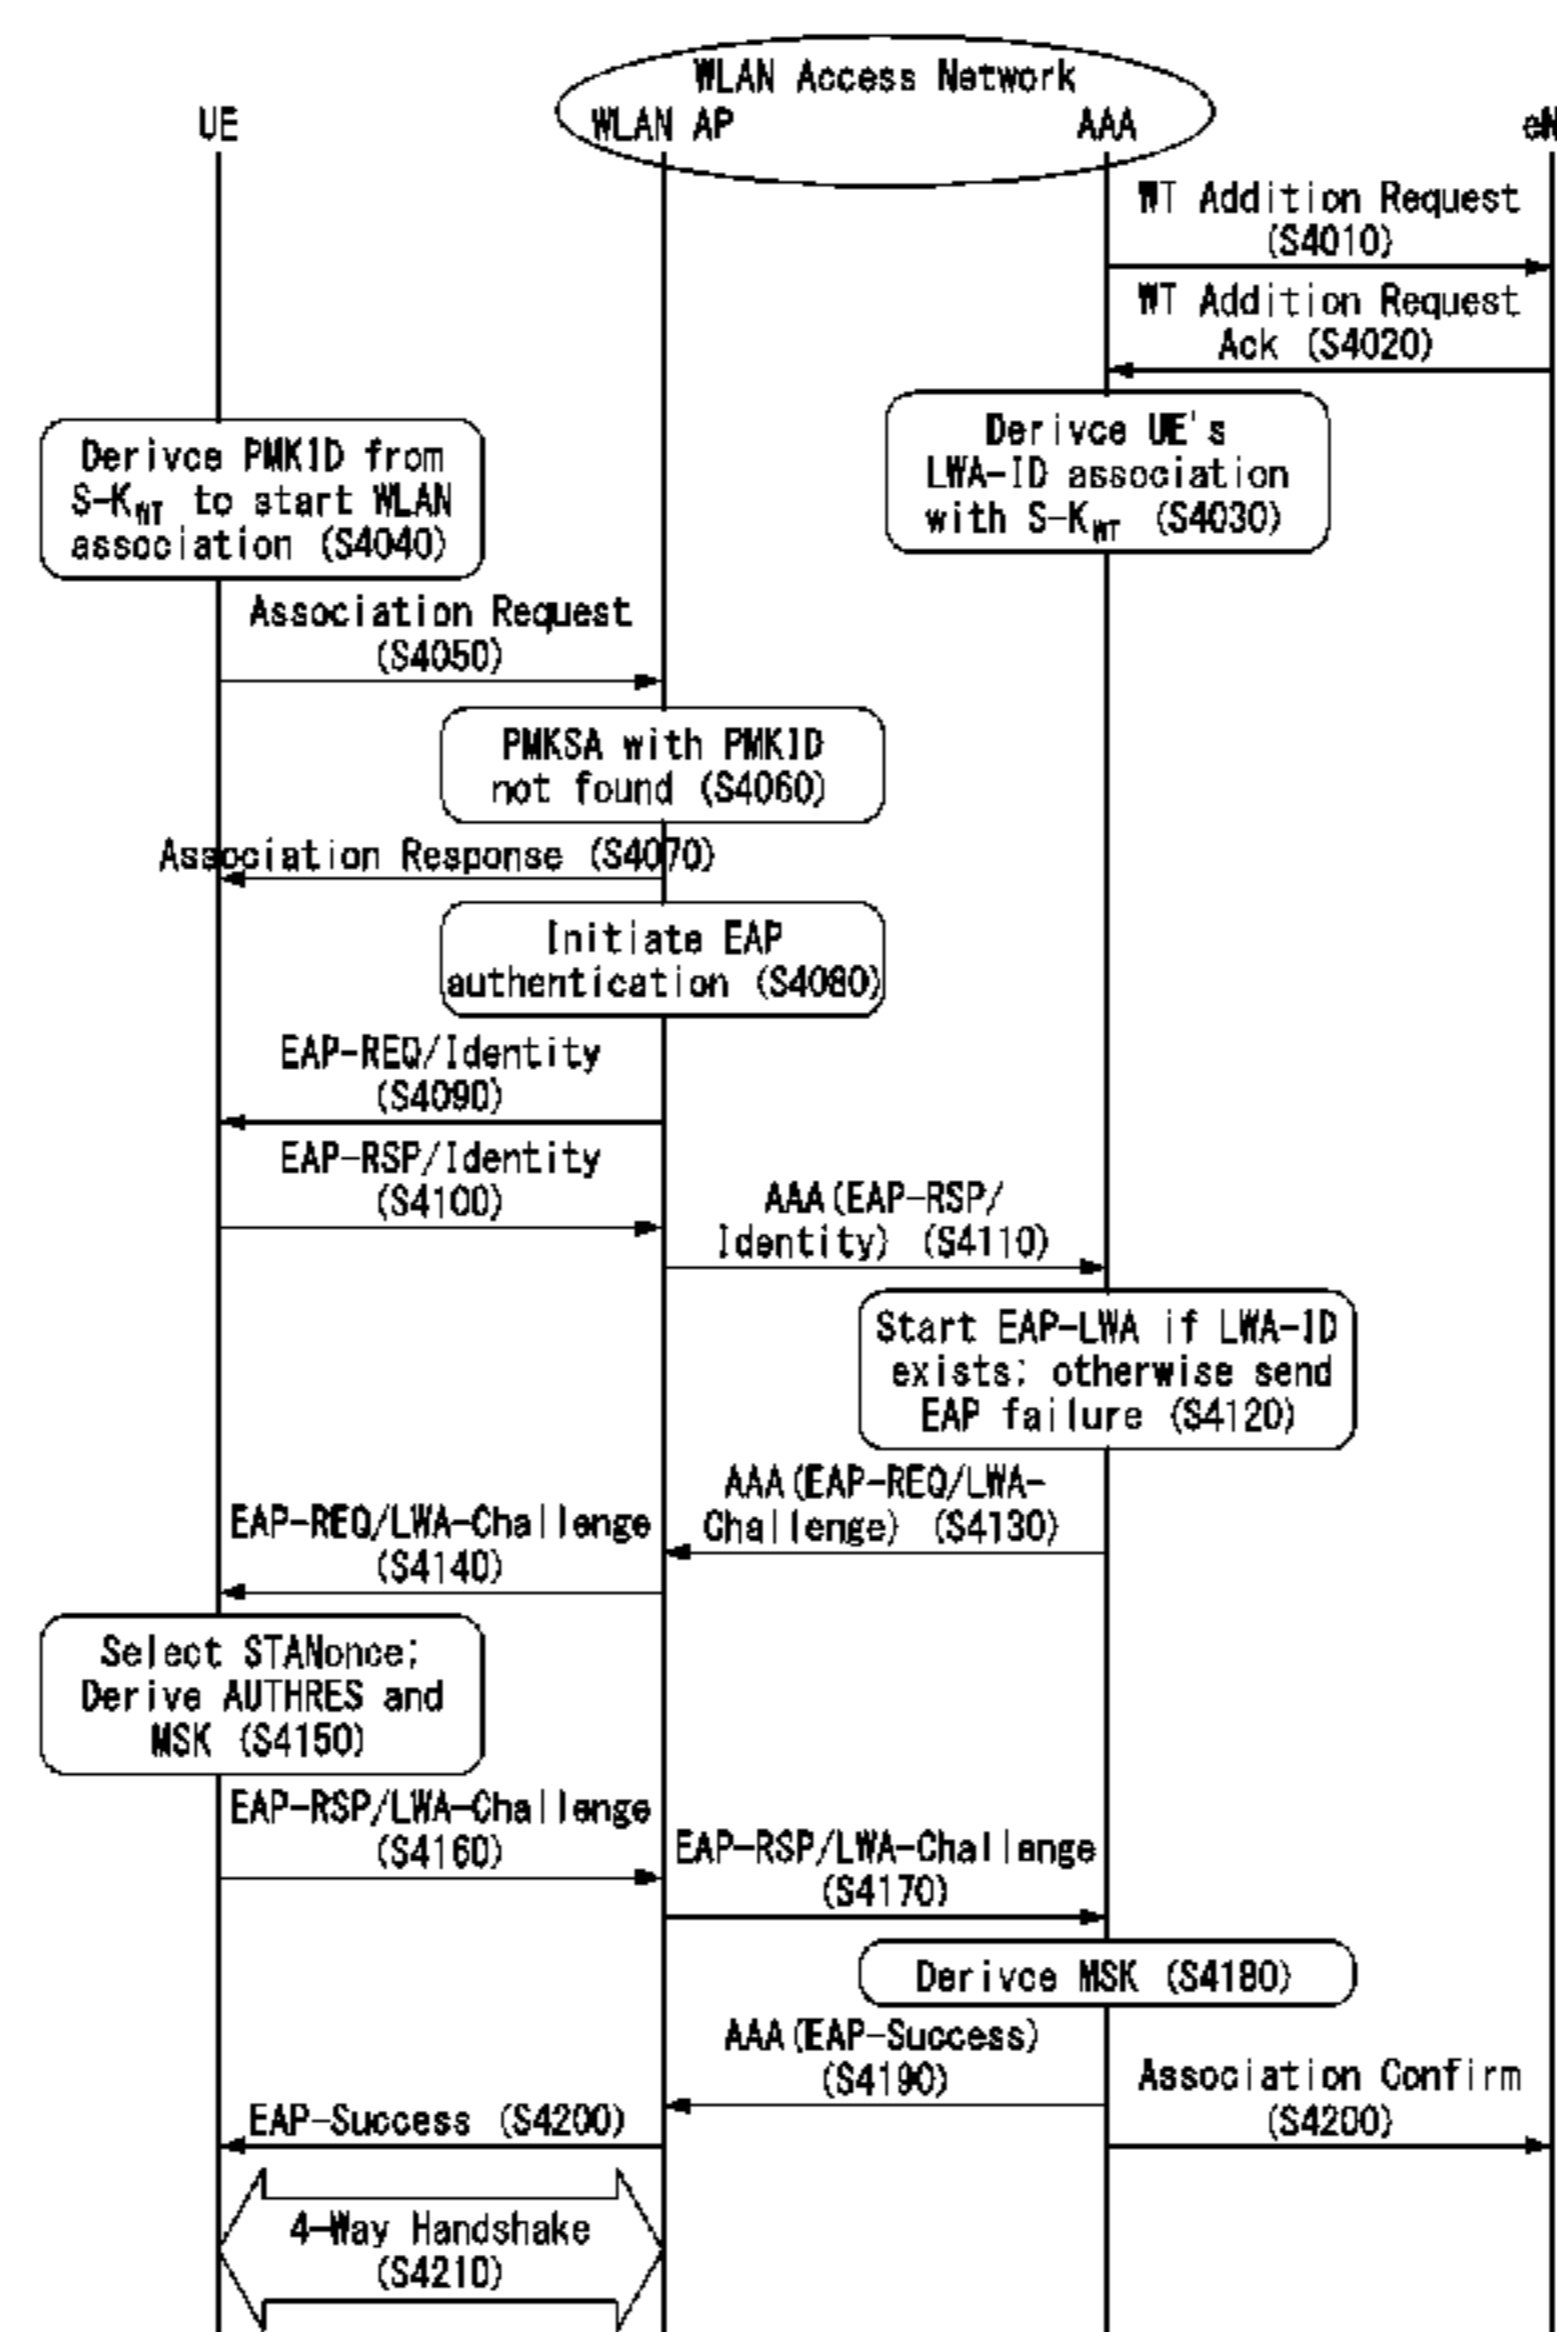 WLAN Access Network
UE
WLAN AP
AAA
WT Addition Request
(S4010)
WT Addition Request
Ack (S4020)
Derivce UE's
LWA-ID association
with S-KWT (S4030)
Derivce PMKID from
S-KWT to start WLAN
association (S4040)
Association Request
(S4050)
PMKSA with PMKID
not found (S4060)
Association Response (S4070)
Initiate EAP
authentication (S4080)
EAP-REQ/Identity
(S4090)
EAP-RSP/Identity
(S4100)
AAA(EAP-RSP/
Identity) (S4110)
Start EAP-LWA if LWA-ID
exists; otherwise send
EAP failure (S4120)
AAA(EAP-REQ/LWA-
Challenge) (S4130)
EAP-REQ/LWA-Challenge
(S4140)
Select STANonce;
Derive AUTHRES and
MSK (S4150)
EAP-RSP/LWA-Challenge
(S4160)
EAP-RSP/LWA-Challenge
(S4170)
Derivce MSK (S4180)
AAA(EAP-Success)
(S4190)
EAP-Success (S4200)
Association Confirm
(S4200)
4-Way Handshake
(S4210)